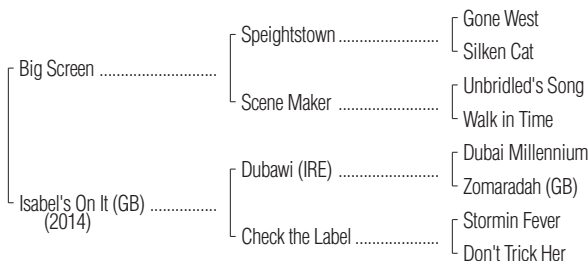 Gone West
Speightstown ....................
Silken Cat
Big Screen ............................
Unbridled's Song
Scene Maker ....................
Walk in Time
Dubai Millennium
Dubawi (IRE) ....................
Zomaradah (GB)
Isabel's On It (GB) ...................
(2014)
Stormin Fever
Check the Label ................
Don't Trick Her